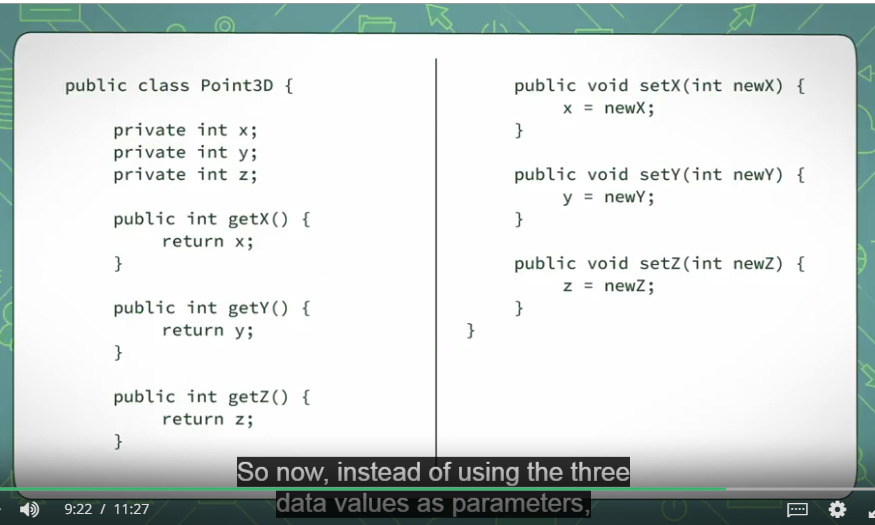 public class Point3D {
private int x;
private int y;
private int z;
public int getX() {
return x;
}
public int getY() {
return y;
}
public int getZ() {
return z;
}
public void setX(int newX) {
x = newX;
}
public void setY(int newY) {
y = newY;
}
public void setZ(int newZ) {
z = newZ;
}
}
So now, instead of using the three
data values as parameters,
9:22 / 11:27